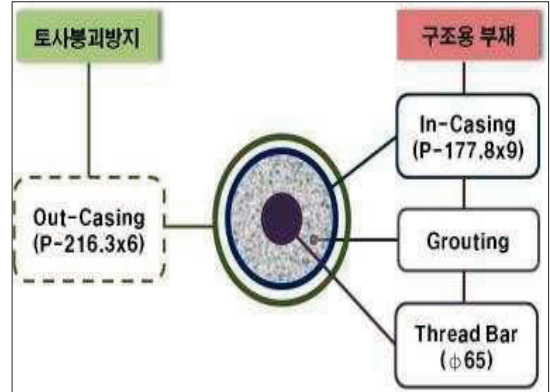 토사붕괴방지
구조용 부재
In-Casing
(P-177.8x9)
Out-Casing
(P-216.3x6)
Grouting
Thread Bar
(ϕ65)